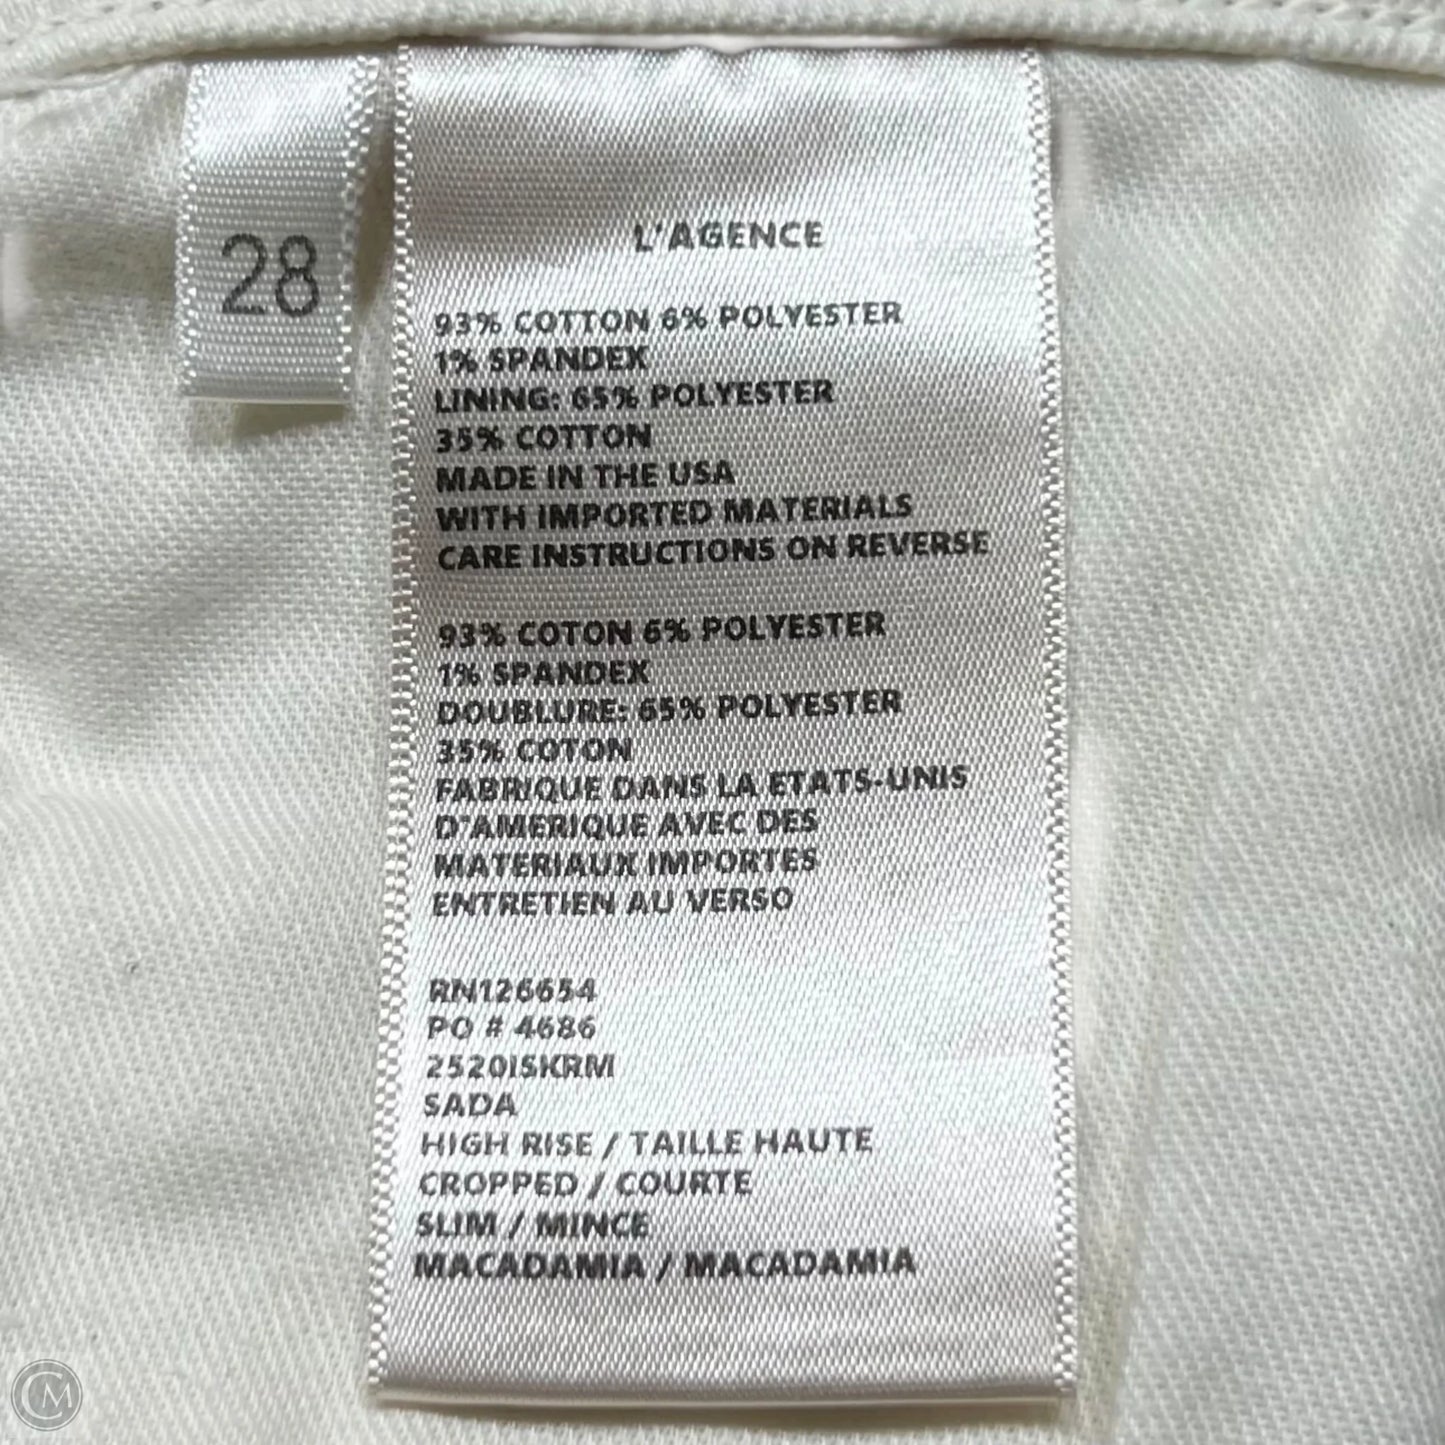 28
L'AGENCE
93% COTTON 6% POLYESTER
1% SPANDEX
LINING: 65% POLYESTER
35% COTTON
MADE IN THE USA
WITH IMPORTED MATERIALS
CARE INSTRUCTIONS ON REVERSE
93% COTON 6% POLYESTER
1% SPANDEX
DOUBLURE: 65% POLYESTER
35% COTON
FABRIQUE DANS LA ETATS-UNIS
D'AMERIQUE AVEC DES
MATERIAUX IMPORTES
ENTRETIEN AU VERSO
RN126654
PO # 4686
2520ISKRM
SADA
HIGH RISE / TAILLE HAUTE
CROPPED / COURTE
SLIM / MINCE
MACADAMIA / MACADAMIA
CM